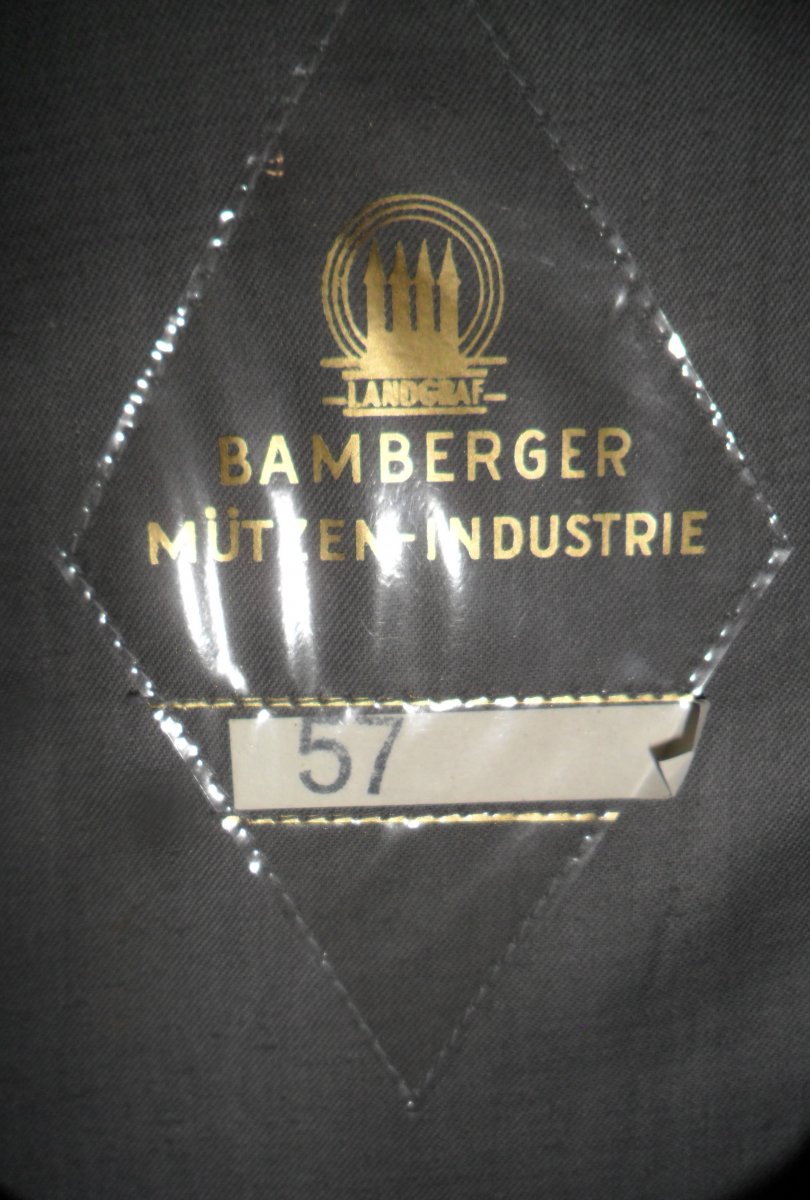 LANDGRAF
BAMBERGER
MÜTZEN-INDUSTRIE
57